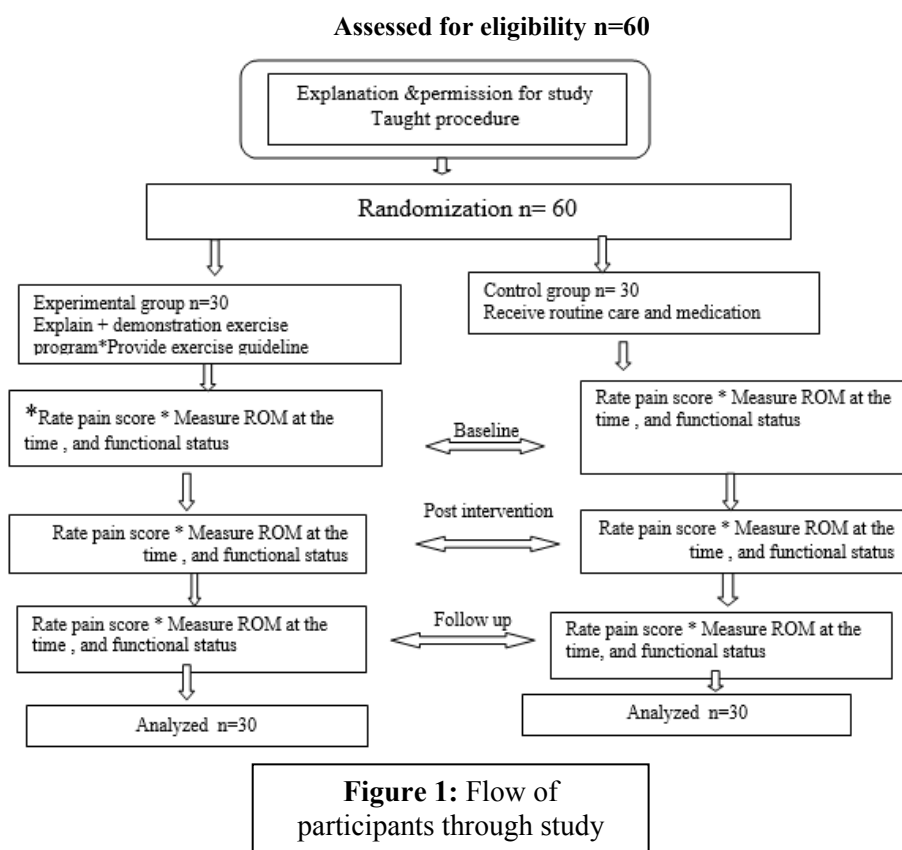 Assessed for eligibility n=60
Explanation &permission for study
Taught procedure
Randomization n= 60
Experimental group n=30
Explain + demonstration exercise
program*Provide exercise guideline
Control group n= 30
Receive routine care and medication
*Rate pain score * Measure ROM at the
time , and functional status
Baseline
Rate pain score * Measure ROM at the
time , and functional status
Rate pain score * Measure ROM at the
time , and functional status
Post intervention
Rate pain score * Measure ROM at the
time , and functional status
Rate pain score * Measure ROM at the
time , and functional status
Follow up
Rate pain score * Measure ROM at the
time, and functional status
Analyzed n=30
Analyzed n=30
Figure 1: Flow of
participants through study